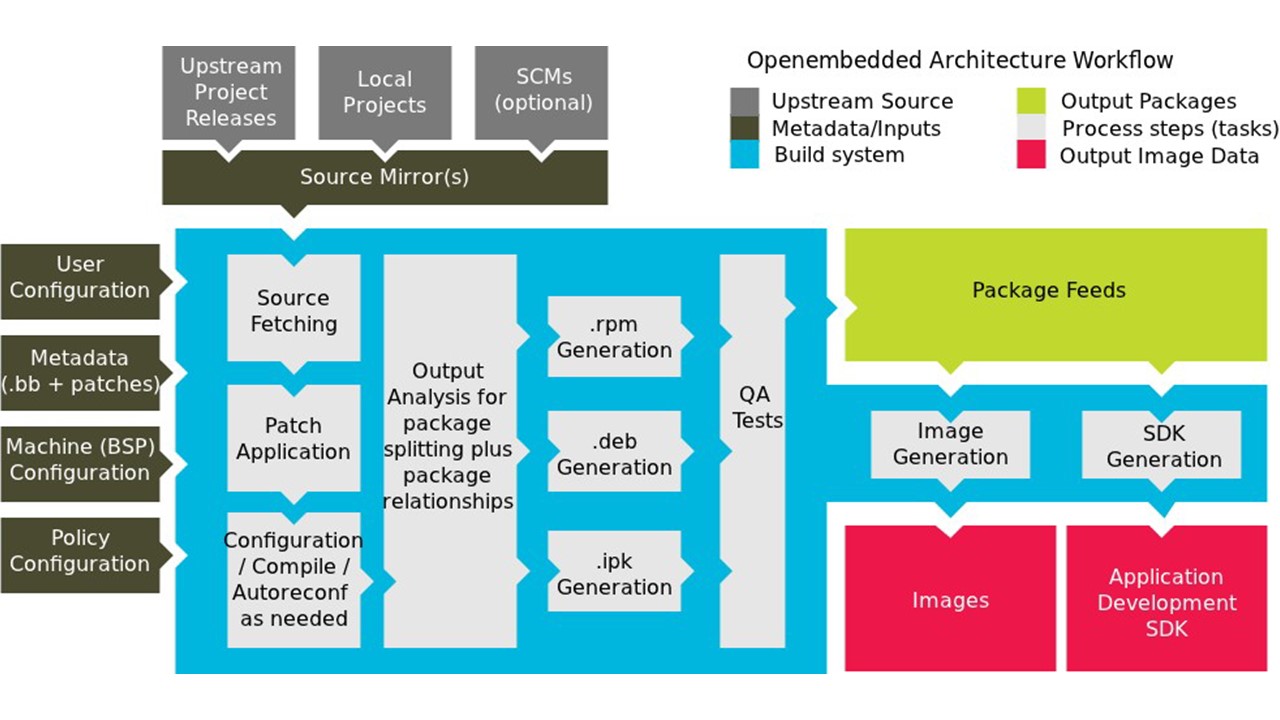 Upstream
Project
Releases
Local
Projects
SCMs
(optional)
Openembedded Architecture Workflow
Upstream Source
Metadata/Inputs
Build system
Output Packages
Process steps (tasks)
Output Image Data
Source Mirror(s)
User
Configuration
Metadata
(.bb + patches)
Machine (BSP)
Configuration
Policy
Configuration
Source
Fetching
Patch
Application
Configuration
/ Compile /
Autoreconf
as needed
Output
Analysis for
package
splitting plus
package
relationships
.rpm
Generation
.deb
Generation
.ipk
Generation
QA
Tests
Package Feeds
Image
Generation
SDK
Generation
Images
Application
Development
SDK